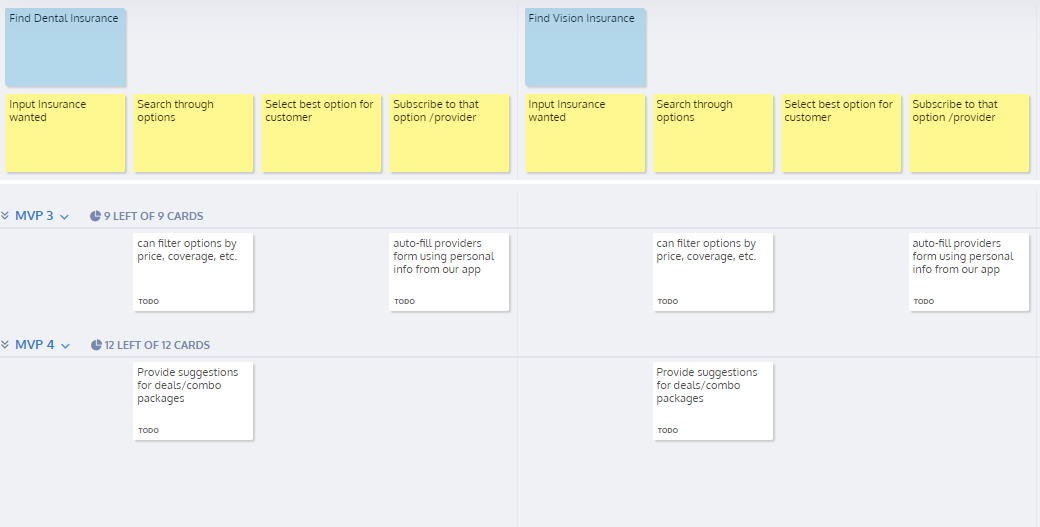 Find Dental Insurance
Find Vision Insurance
Input Insurance
wanted
Search through
options
Select best option for
customer
Subscribe to that
option /provider
Input Insurance
wanted
Search through
options
Select best option for
customer
Subscribe to that
option /provider
MVP 3
9 LEFT OF 9 CARDS
can filter options by
price, coverage, etc.
TODO
auto-fill providers
form using personal
info from our app
TODO
can filter options by
price, coverage, etc.
TODO
auto-fill providers
form using personal
info from our app
TODO
MVP 4
12 LEFT OF 12 CARDS
Provide suggestions
for deals/combo
packages
TODO
Provide suggestions
for deals/combo
packages
TODO